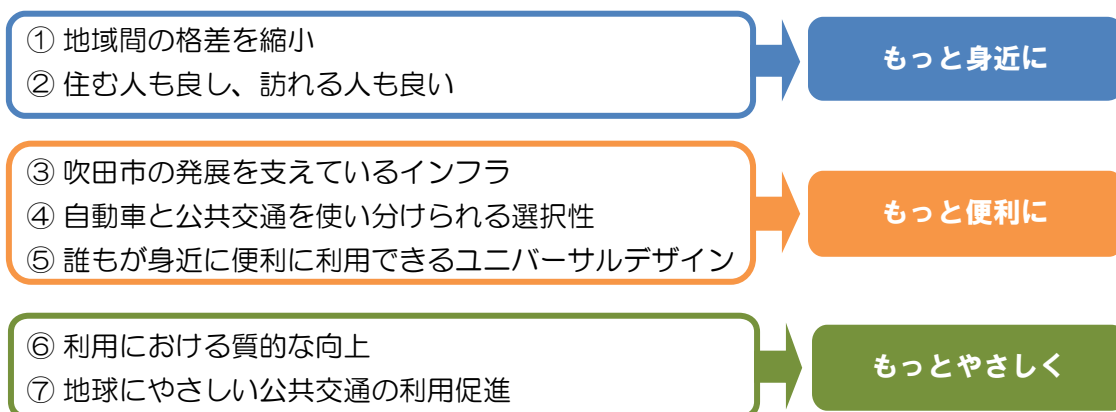 ① 地域間の格差を縮小
② 住む人も良し、訪れる人も良い
もっと身近に
③ 吹田市の発展を支えているインフラ
④ 自動車と公共交通を使い分けられる選択性
⑤ 誰もが身近に便利に利用できるユニバーサルデザイン
もっと便利に
⑥ 利用における質的な向上
⑦ 地球にやさしい公共交通の利用促進
もっとやさしく